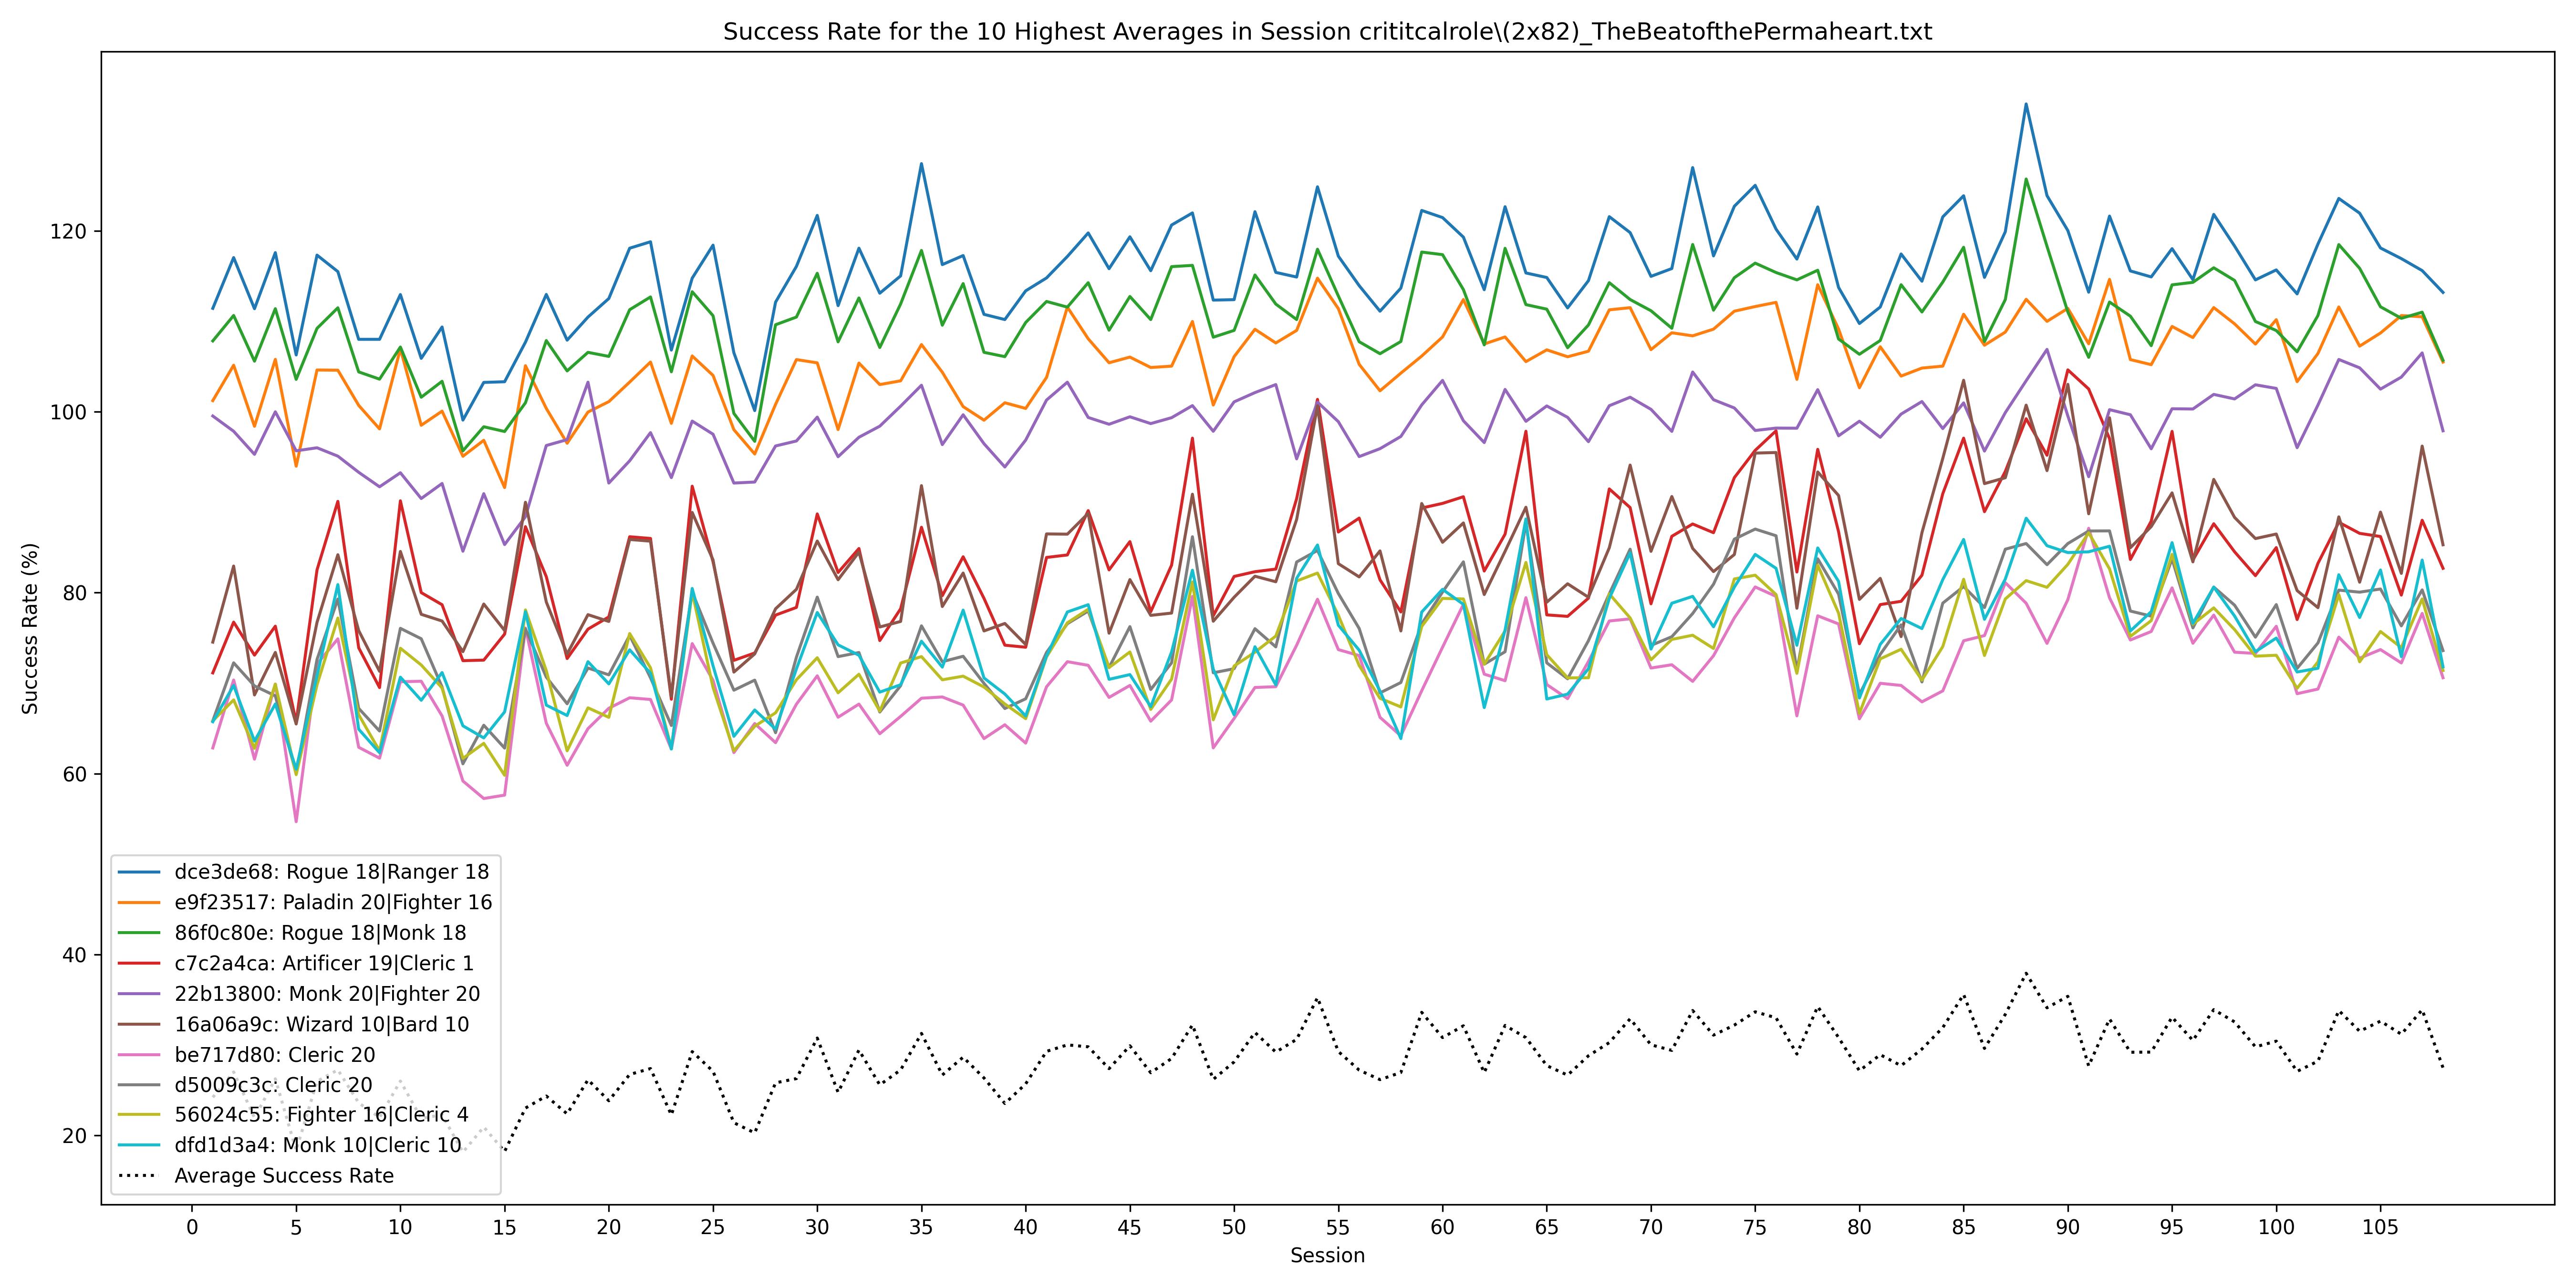 Success Rate for the 10 Highest Averages in Session crititcalrole\(2x82)_TheBeatofthePermaheart.txt
Success Rate (%)
120
100
80
60
40
20
dce3de68: Rogue 18|Ranger 18
e9f23517: Paladin 20|Fighter 16
86f0c80e: Rogue 18|Monk 18
c7c2a4ca: Artificer 19|Cleric 1
22b13800: Monk 20|Fighter 20
16a06a9c: Wizard 10|Bard 10
be717d80: Cleric 20
d5009c3c: Cleric 20
56024c55: Fighter 16|Cleric 4
dfd1d3a4: Monk 10|Cleric 10
Average Success Rate
0 5 10 15 20 25 30 35 40 45 50 55 60 65 70 75 80 85 90 95 100 105
Session